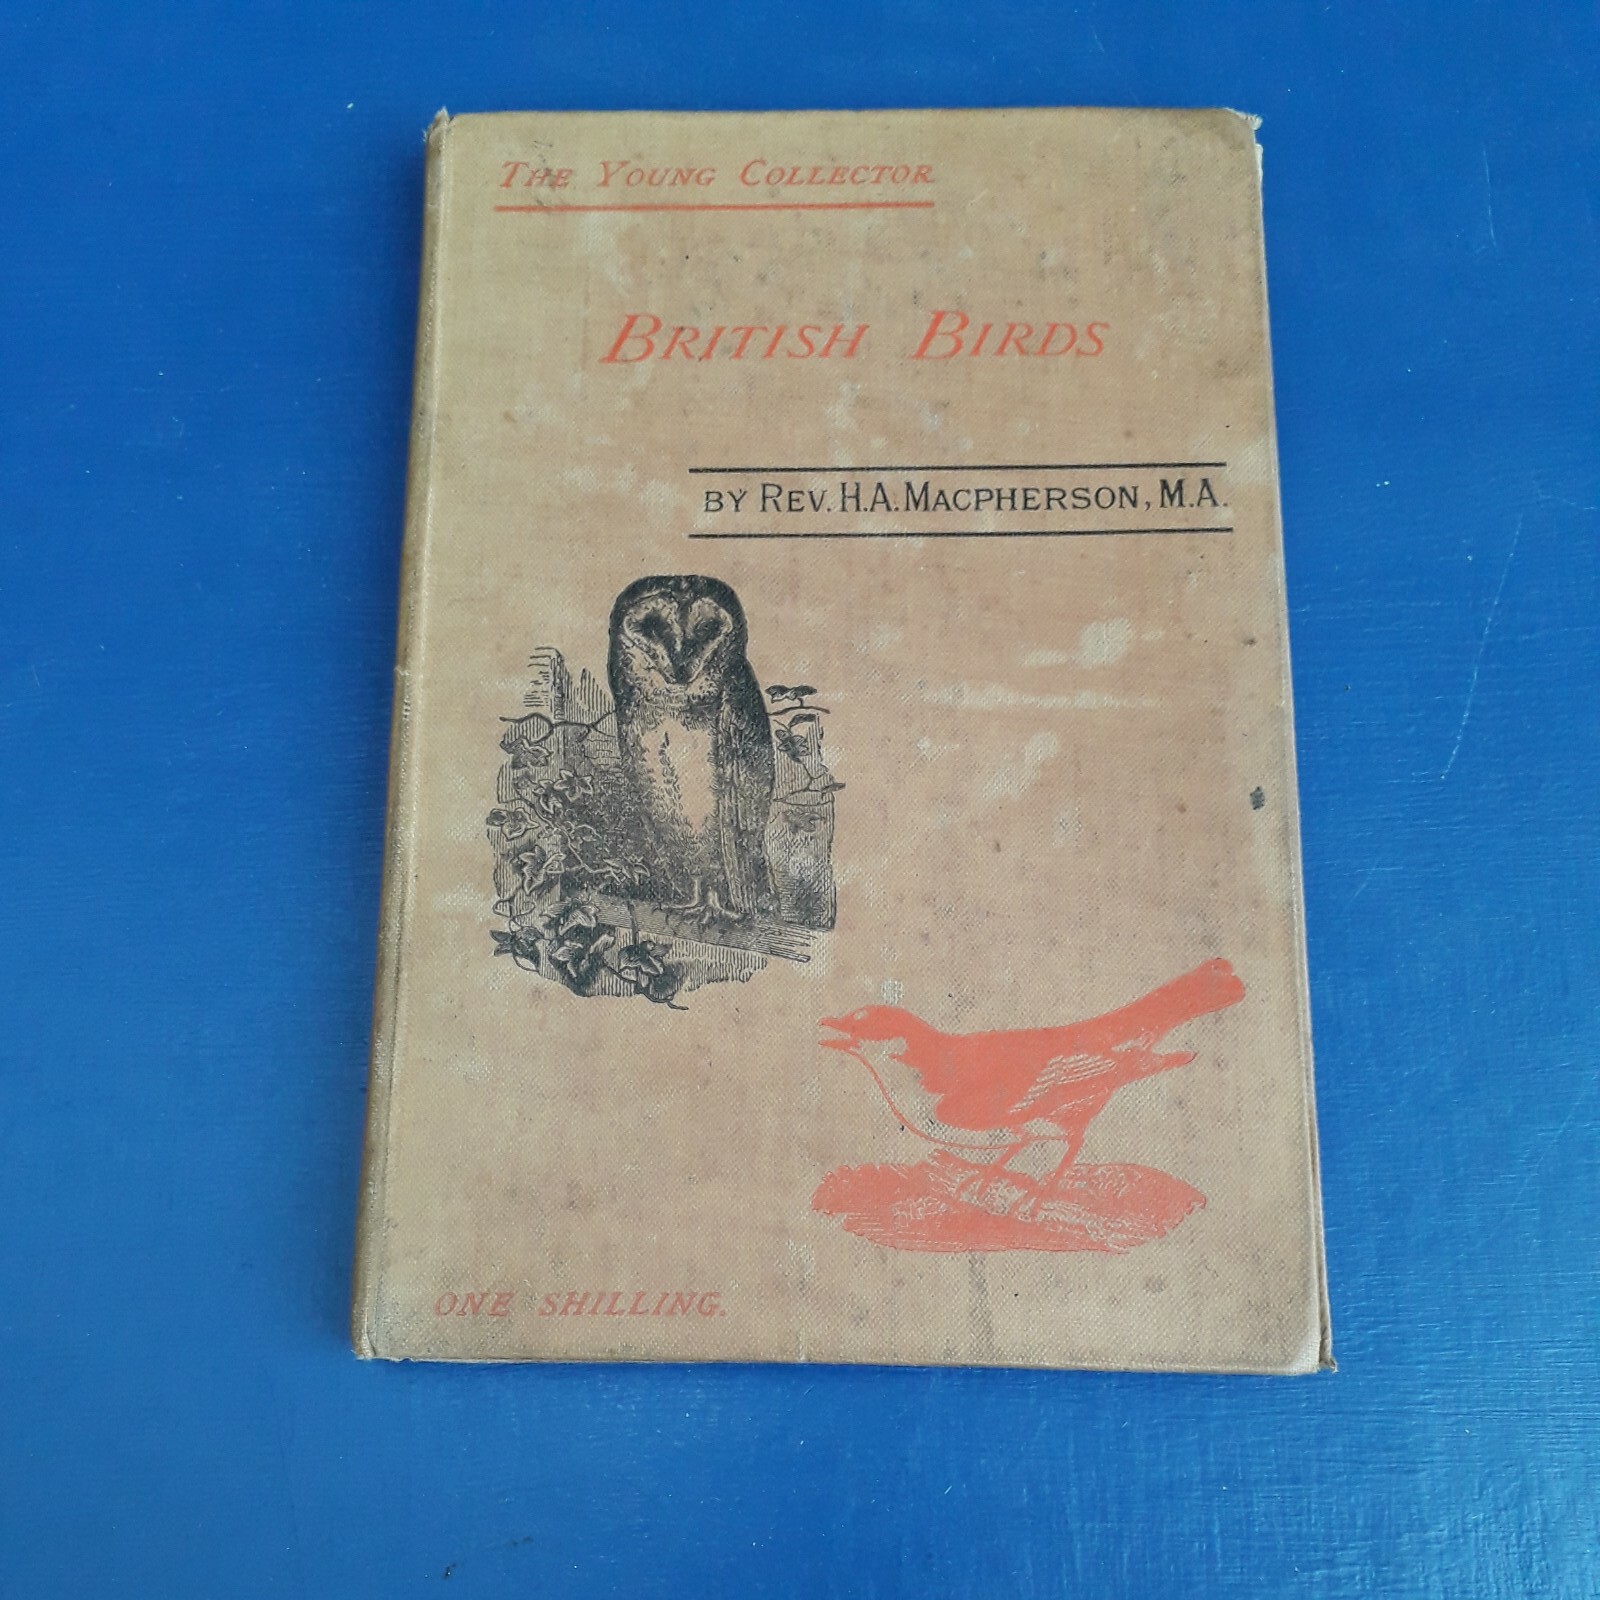 The Young Collector
British Birds
BY REV. H.A. MACPHERSON, M.A.
ONE SHILLING.